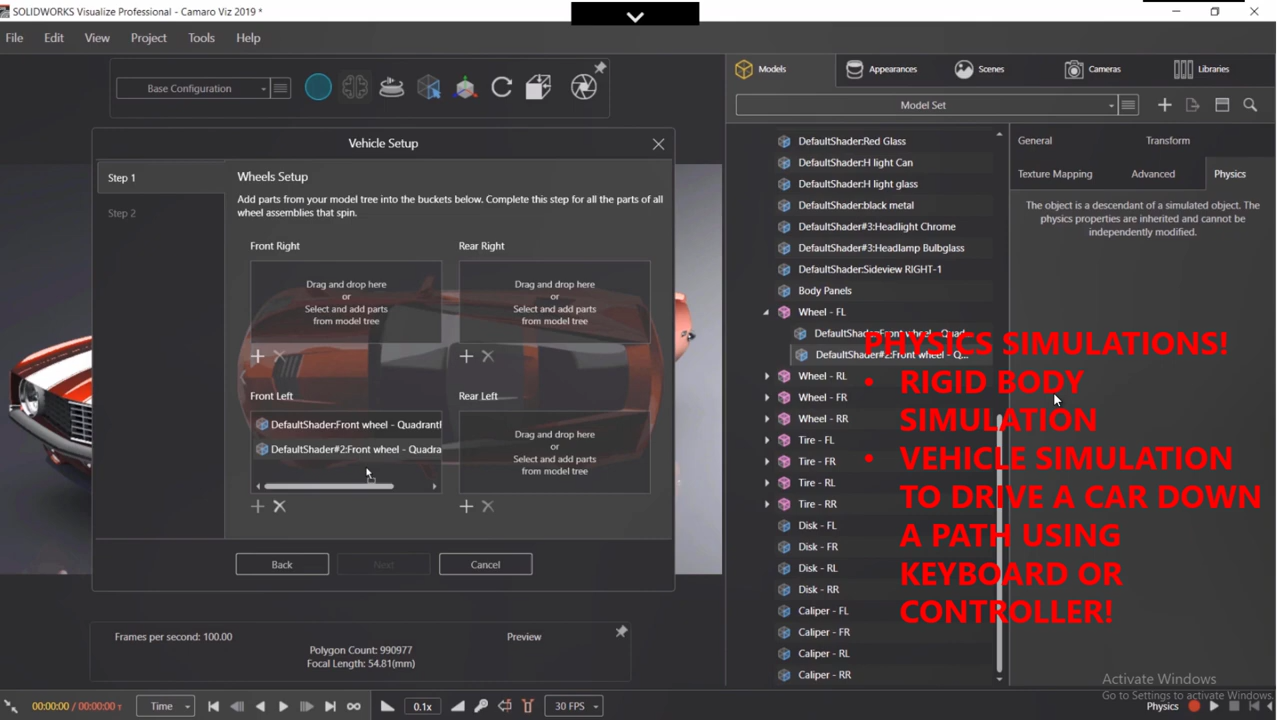 SOLIDWORKS Visualize Professional - Camaro Viz 2019 *
File Edit View Project Tools Help
Base Configuration
Models Appearances Scenes Cameras Libraries
Model Set
Vehicle Setup
Step 1
Step 2
Wheels Setup
Add parts from your model tree into the buckets below. Complete this step for all the parts of all
wheel assemblies that spin.
Front Right
Drag and drop here
or
Select and add parts
from model tree
Rear Right
Drag and drop here
or
Select and add parts
from model tree
Front Left
DefaultShader:Front wheel - Quadrantl
DefaultShader#2:Front wheel - Quadra
Rear Left
Drag and drop here
or
Select and add parts
from model tree
Back Next Cancel
Frames per second: 100.00
Preview
Polygon Count: 990977
Focal Length: 54.81(mm)
DefaultShader:Red Glass
DefaultShader:H light Can
DefaultShader:H light glass
DefaultShader:black metal
DefaultShader#3:Headlight Chrome
DefaultShader#3:Headlamp Bulbglass
DefaultShader:Sideview RIGHT-1
Body Panels
Wheel - FL
DefaultShader:Front wheel - Quad...
DefaultShader#2:Front wheel - Q...
Wheel - RL
Wheel - FR
Wheel - RR
Tire - FL
Tire - FR
Tire - RL
Tire - RR
Disk - FL
Disk - FR
Disk - RL
Disk - RR
Caliper - FL
Caliper - FR
Caliper - RL
Caliper - RR
General Transform
Texture Mapping Advanced Physics
The object is a descendant of a simulated object. The
physics properties are inherited and cannot be
independently modified.
PHYSICS SIMULATIONS!
• RIGID BODY
SIMULATION
• VEHICLE SIMULATION
TO DRIVE A CAR DOWN
A PATH USING
KEYBOARD OR
CONTROLLER!
Activate Windows
Go to Settings to activate Windows.
00:00:00 / 00:00:00 Time 0.1x 30 FPS Physics